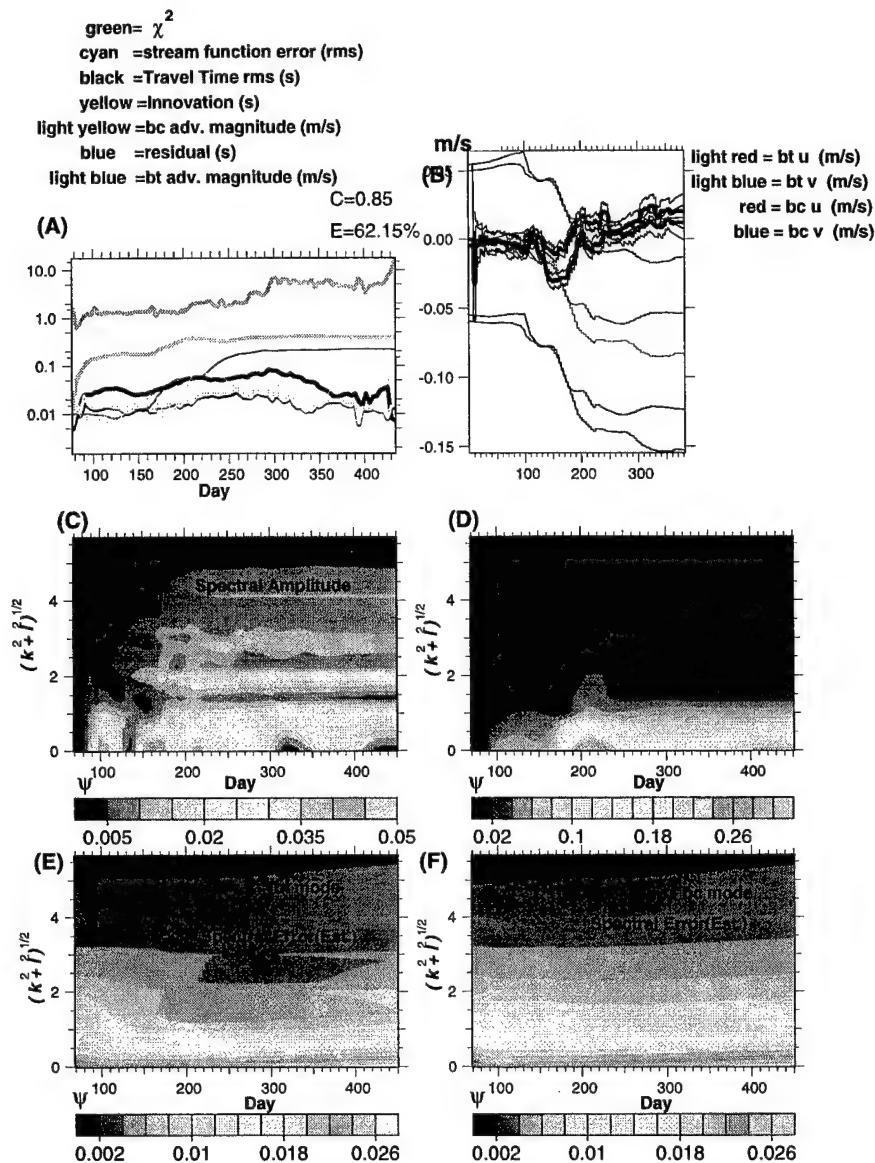 green= χ²
cyan =stream function error (rms)
black =Travel Time rms (s)
yellow =Innovation (s)
light yellow =bc adv. magnitude (m/s)
blue =residual (s)
light blue =bt adv. magnitude (m/s)
C=0.85
E=62.15%
(A)
10.0
1.0
0.1
0.01
100 150 200 250 300 350 400
Day
m/s
(B)
light red = bt u (m/s)
light blue = bt v (m/s)
red = bc u (m/s)
blue = bc v (m/s)
0.00
-0.05
-0.10
-0.15
100 200 300
(C)
Spectral Amplitude
(k² + l²)^1/2
4
2
0
100 200 Day 400
ψ
0.005 0.02 0.035 0.05
(D)
(k² + l²)^1/2
4
2
0
100 200 Day 400
ψ
0.02 0.1 0.18 0.26
(E)
mode
Error(Est.)
(k² + l²)^1/2
4
2
0
100 200 Day 400
ψ
0.002 0.01 0.018 0.026
(F)
mode
Spectral Error(Est.)
(k² + l²)^1/2
4
2
0
100 200 Day 400
ψ
0.002 0.01 0.018 0.026